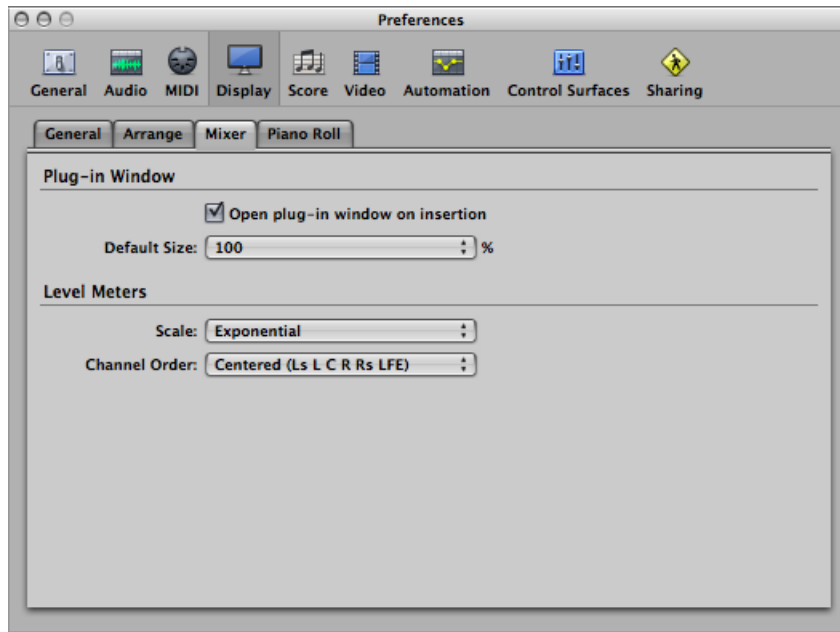 Preferences
General Audio MIDI Display Score Video Automation Control Surfaces Sharing
General Arrange Mixer Piano Roll
Plug-in Window
Open plug-in window on insertion
Default Size: 100 %
Level Meters
Scale: Exponential
Channel Order: Centered (Ls L C R Rs LFE)